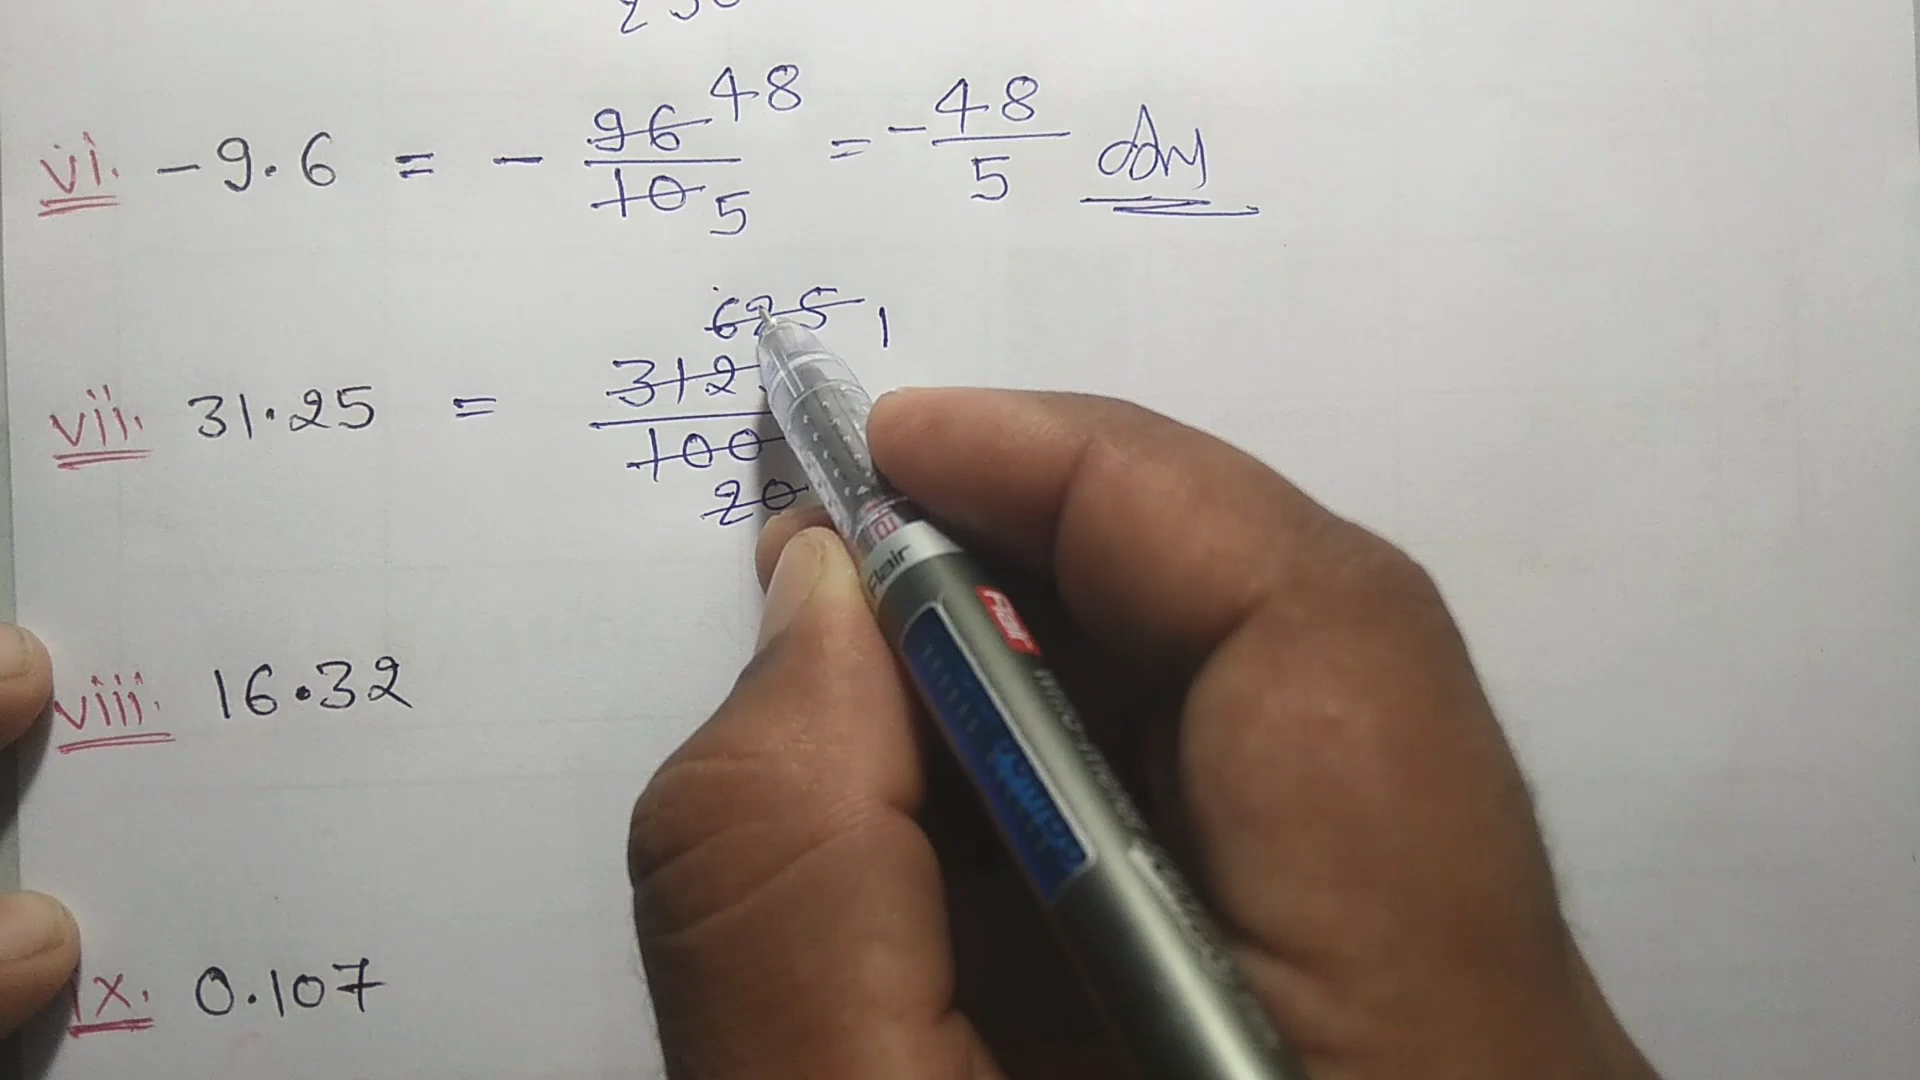 vi. -9.6 = - 96/10 48 5 = -48/5 Ans
625 1
vii. 31.25 = 312 / 100
20
viii. 16.32
ix. 0.107
Flair
Flair